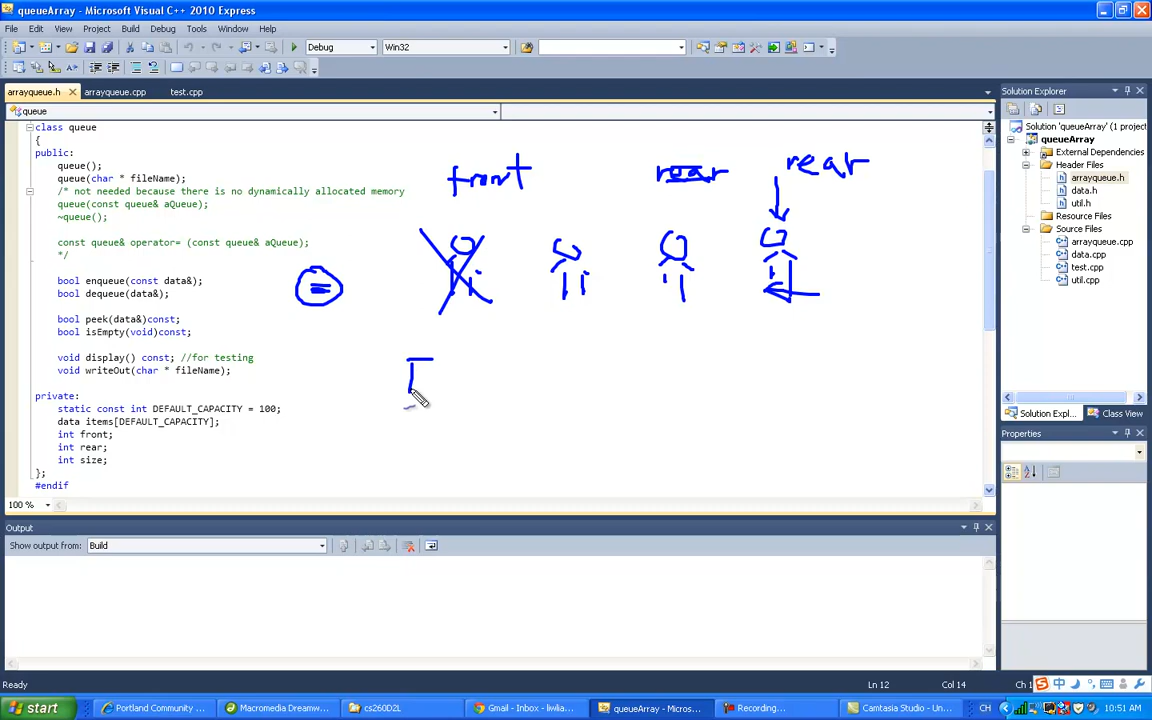 queueArray - Microsoft Visual C++ 2010 Express
File Edit View Project Build Debug Tools Window Help
Debug Win32
arrayqueue.h arrayqueue.cpp test.cpp
queue
class queue
{
public:
queue();
queue(char * fileName);
/* not needed because there is no dynamically allocated memory
queue(const queue& aQueue);
~queue();
const queue& operator= (const queue& aQueue);
*/
bool enqueue(const data&);
bool dequeue(data&);
bool peek(data&)const;
bool isEmpty(void)const;
void display() const; //for testing
void writeOut(char * fileName);
private:
static const int DEFAULT_CAPACITY = 100;
data items[DEFAULT_CAPACITY];
int front;
int rear;
int size;
};
#endif
100 %
front rear rear
Solution Explorer
Solution 'queueArray' (1 project
queueArray
External Dependencies
Header Files
arrayqueue.h
data.h
util.h
Resource Files
Source Files
arrayqueue.cpp
data.cpp
test.cpp
util.cpp
Solution Expl... Class View
Properties
Output
Show output from: Build
Ready Ln 12 Col 14 Ch 1
start Portland Community ... Macromedia Dreamw... cs260D2L Gmail - Inbox - liwlia... queueArray - Micros... Recording... Camtasia Studio - Un... CH 10:51 AM